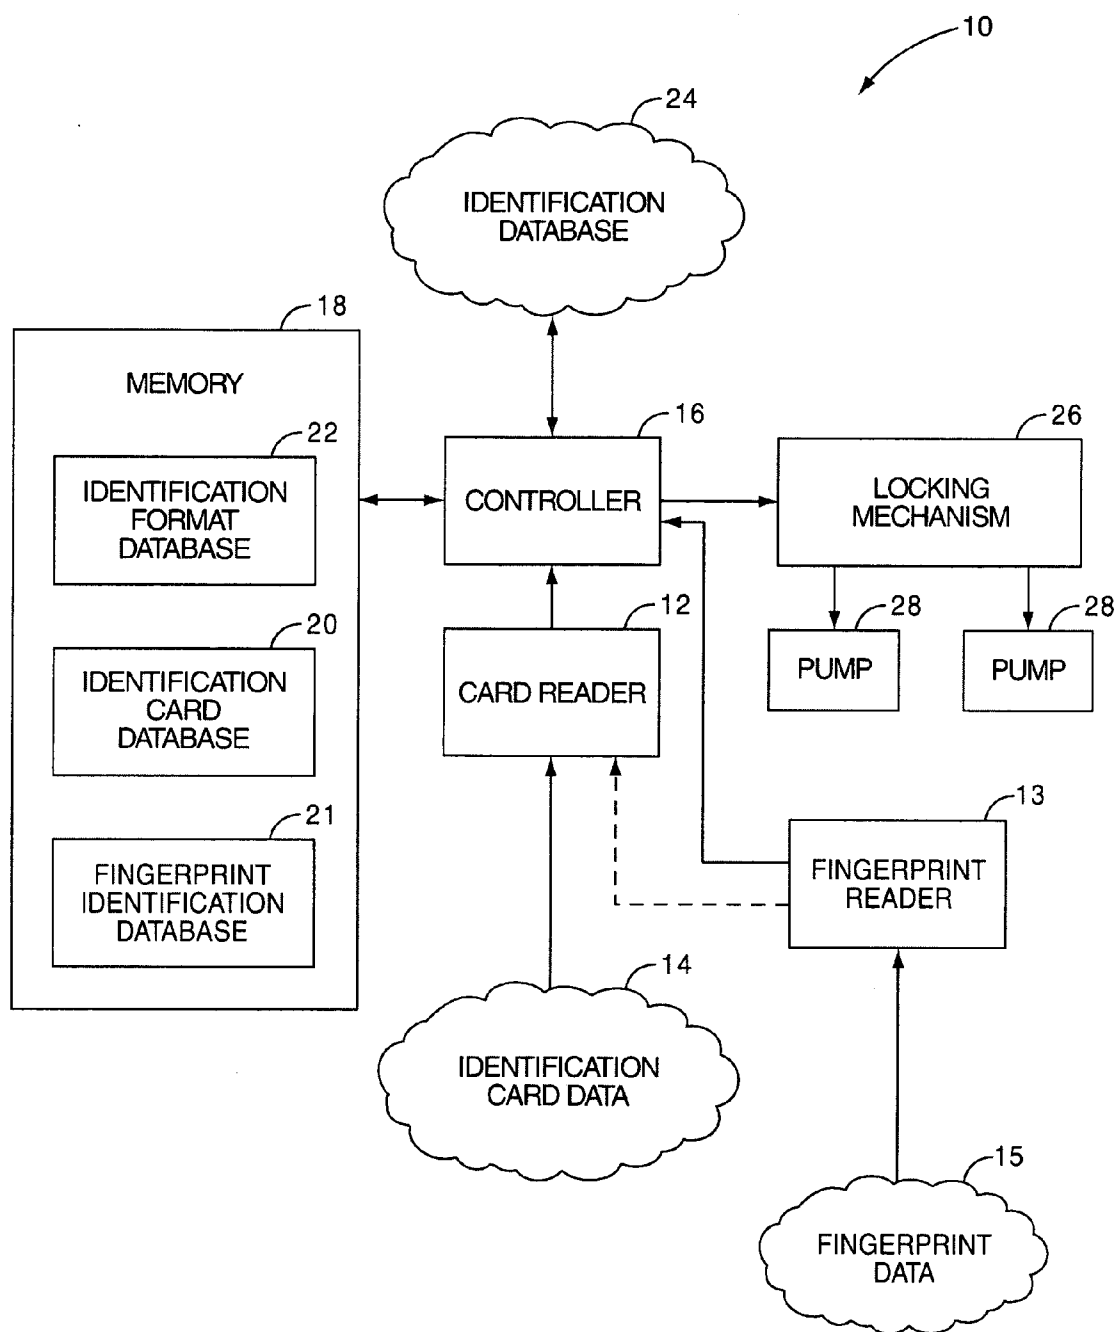 10
24
IDENTIFICATION
DATABASE
18
MEMORY
22
IDENTIFICATION
FORMAT
DATABASE
20
IDENTIFICATION
CARD
DATABASE
21
FINGERPRINT
IDENTIFICATION
DATABASE
16
CONTROLLER
26
LOCKING
MECHANISM
12
CARD READER
28
PUMP
28
PUMP
13
FINGERPRINT
READER
14
IDENTIFICATION
CARD DATA
15
FINGERPRINT
DATA